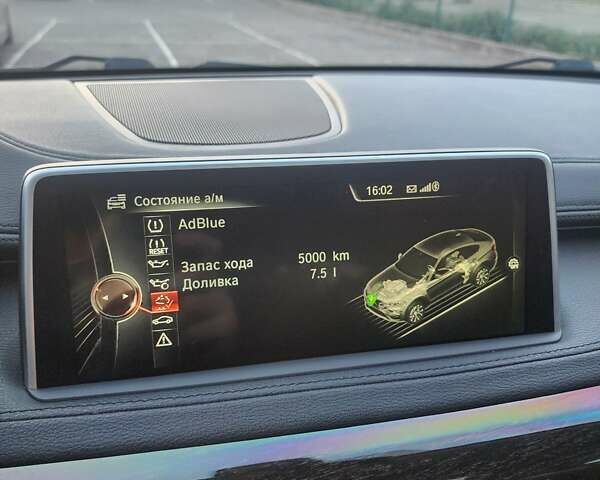 Состояние а/м
16:02
AdBlue
RESET
Запас хода 5000 km
Доливка 7.5 l